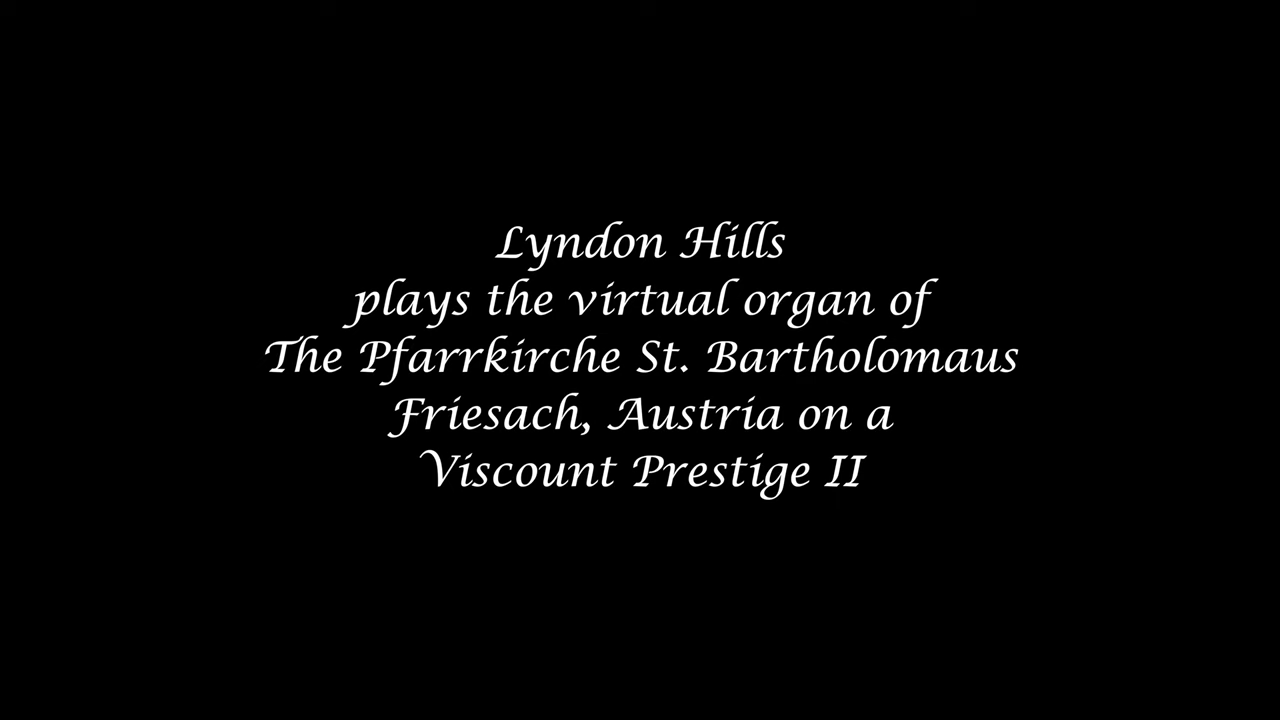 Lyndon Hills
plays the virtual organ of
The Pfarrkirche St. Bartholomaus
Friesach, Austria on a
Viscount Prestige II